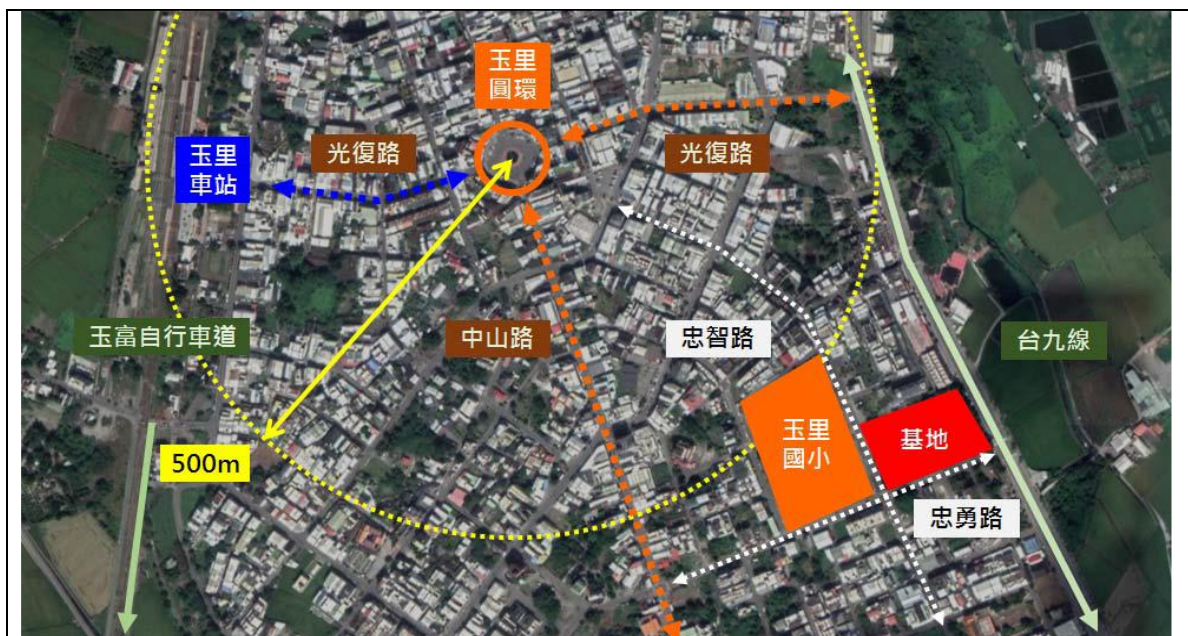 玉里
圓環
光復路
光復路
玉里
車站
玉富自行車道
中山路
忠智路
台九線
玉里
國小
基地
500m
忠勇路